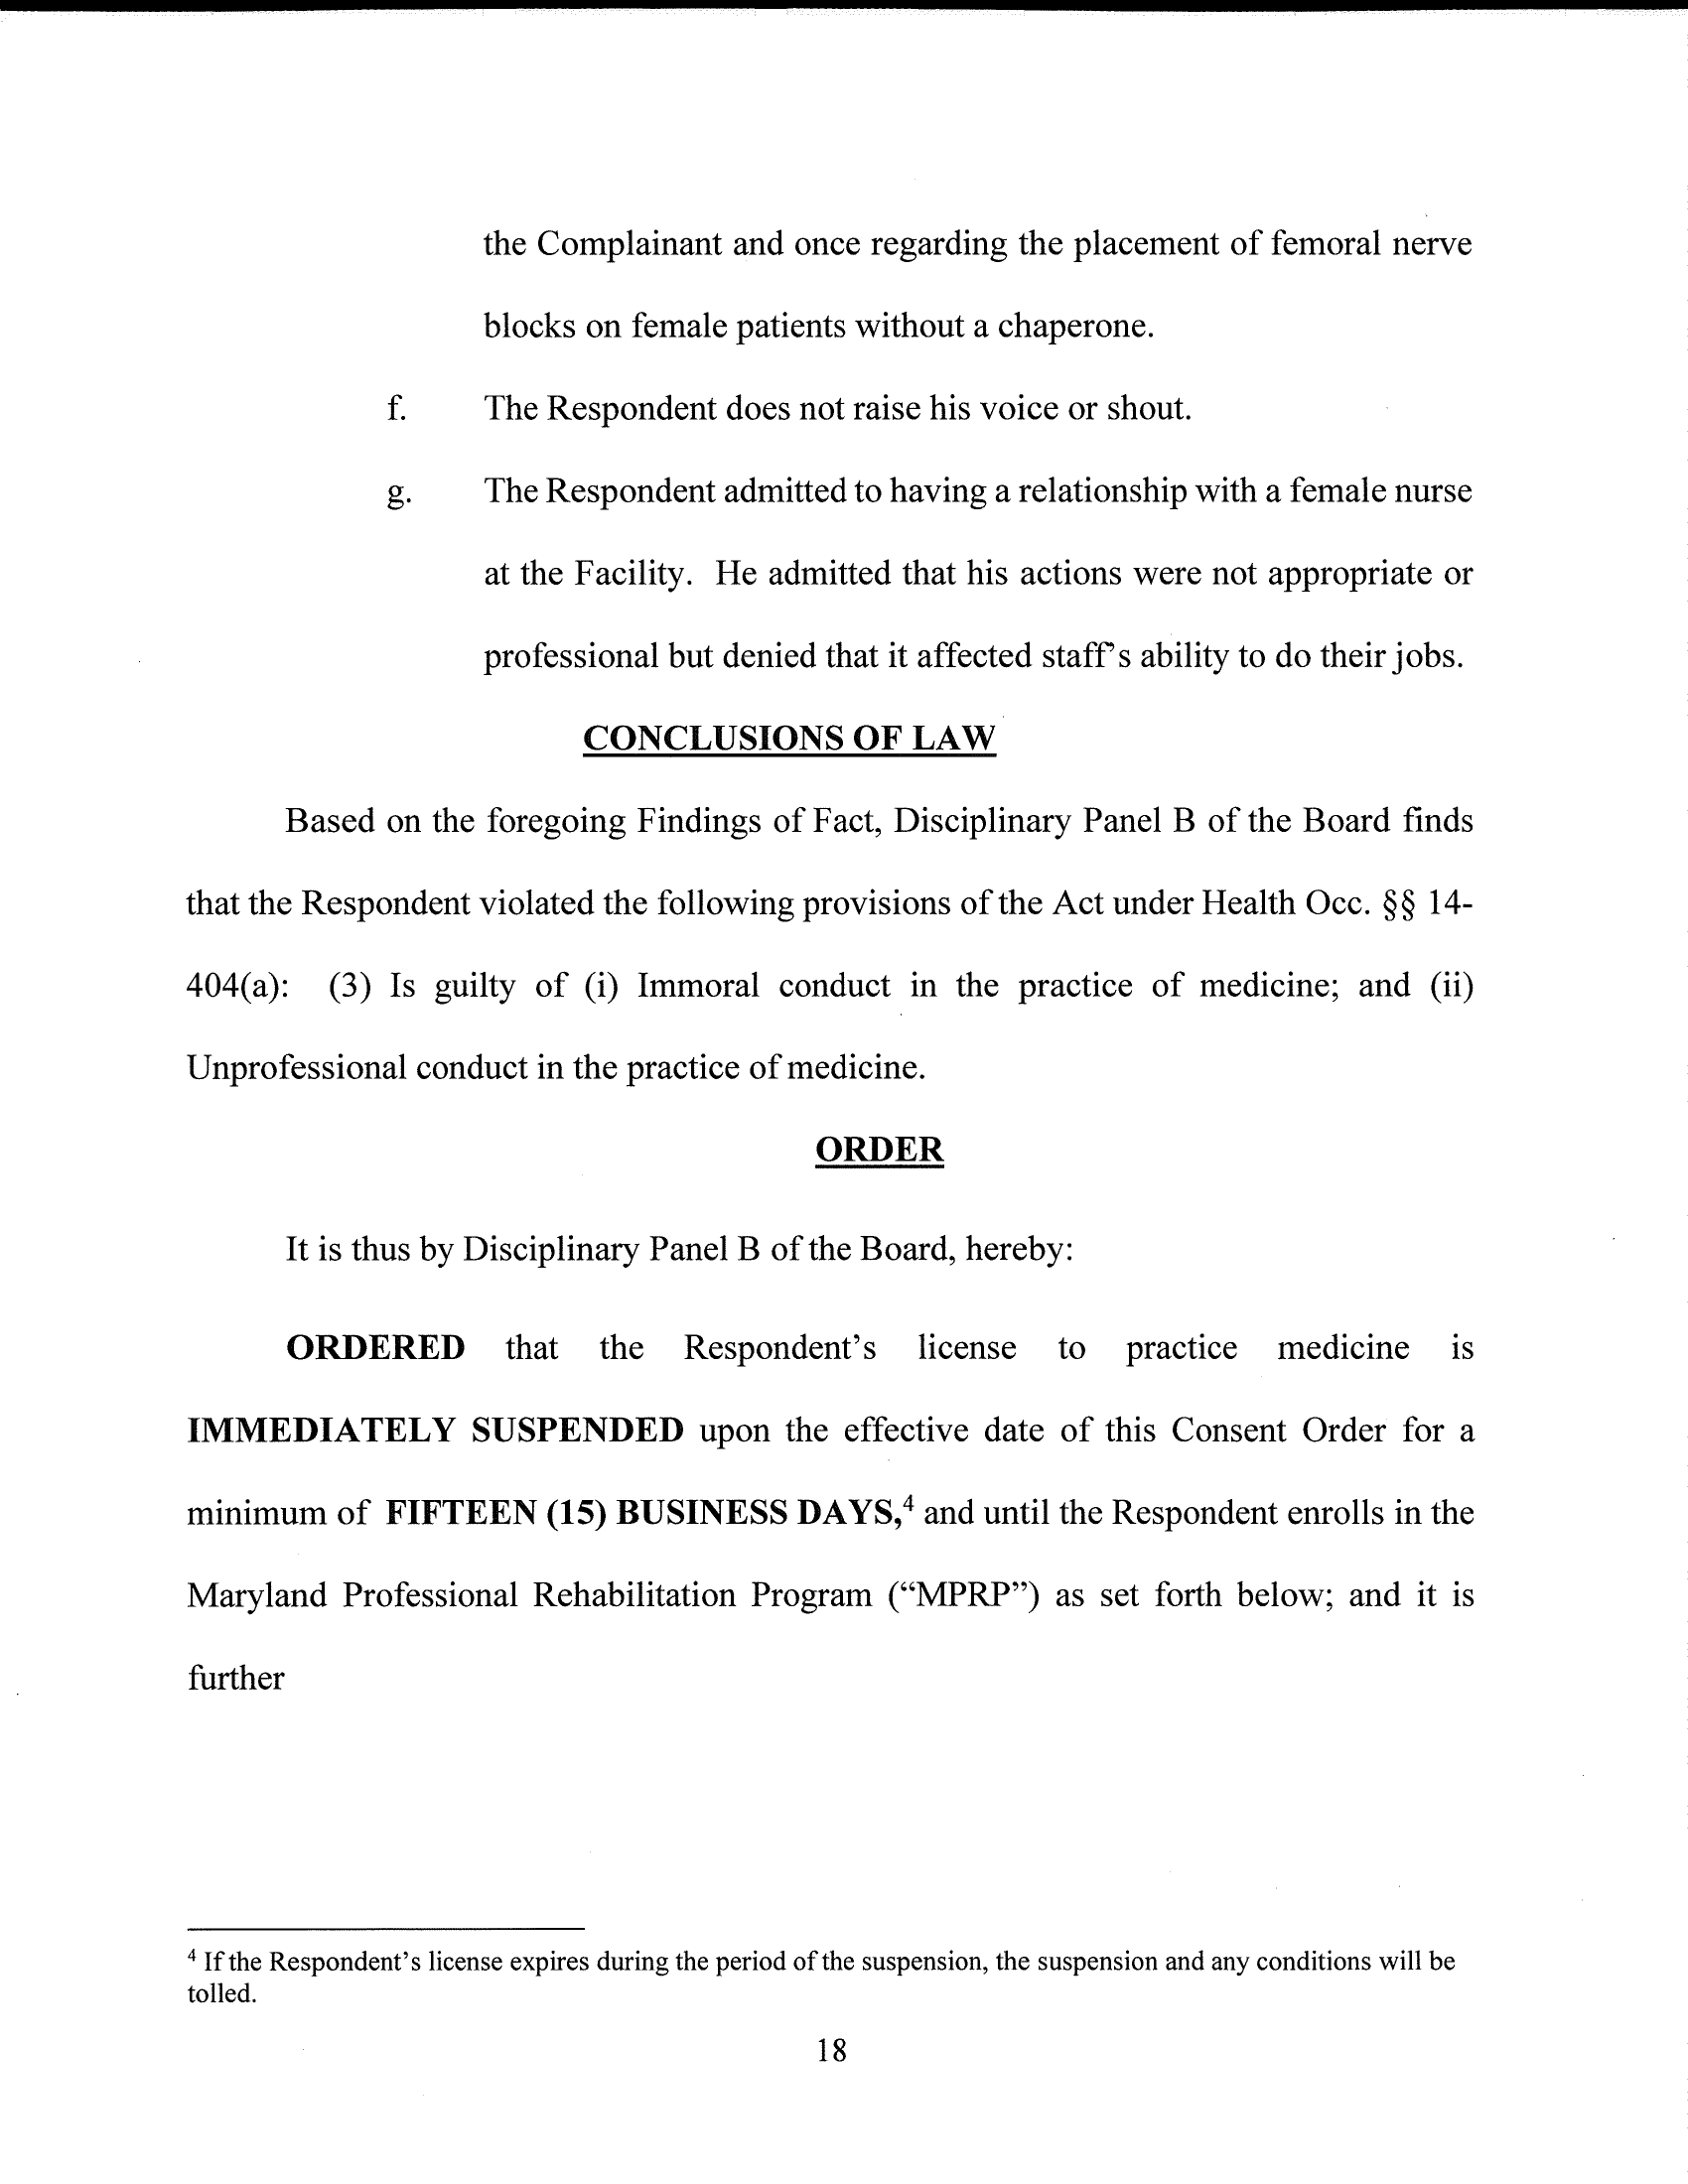 the Complainant and once regarding the placement of femoral nerve
blocks on female patients without a chaperone.
f. The Respondent does not raise his voice or shout.
g. The Respondent admitted to having a relationship with a female nurse
at the Facility. He admitted that his actions were not appropriate or
professional but denied that it affected staff's ability to do their jobs.
CONCLUSIONS OF LAW
Based on the foregoing Findings of Fact, Disciplinary Panel B of the Board finds
that the Respondent violated the following provisions of the Act under Health Occ. §§ 14-
404(a): (3) Is guilty of (i) Immoral conduct in the practice of medicine; and (ii)
Unprofessional conduct in the practice of medicine.
ORDER
It is thus by Disciplinary Panel B of the Board, hereby:
ORDERED that the Respondent's license to practice medicine is
IMMEDIATELY SUSPENDED upon the effective date of this Consent Order for a
minimum of FIFTEEN (15) BUSINESS DAYS,⁴ and until the Respondent enrolls in the
Maryland Professional Rehabilitation Program (“MPRP”) as set forth below; and it is
further
⁴ If the Respondent's license expires during the period of the suspension, the suspension and any conditions will be
tolled.
18